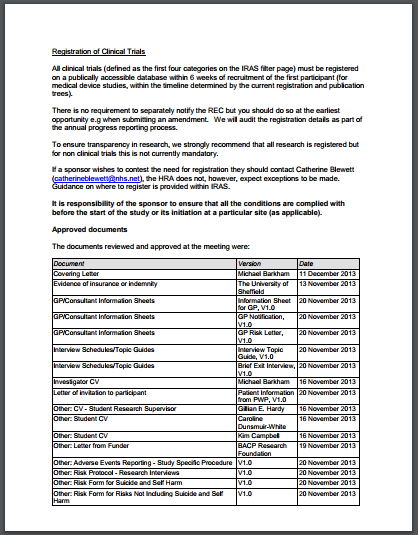 Registration of Clinical Trials
All clinical trials (defined as the first four categories on the IRAS filter page) must be registered
on a publically accessible database within 6 weeks of recruitment of the first participant (for
medical device studies, within the timeline determined by the current registration and publication
trees).
There is no requirement to separately notify the REC but you should do so at the earliest
opportunity e.g when submitting an amendment. We will audit the registration details as part of
the annual progress reporting process.
To ensure transparency in research, we strongly recommend that all research is registered but
for non clinical trials this is not currently mandatory.
If a sponsor wishes to contest the need for registration they should contact Catherine Blewett
(catherineblewett@nhs.net), the HRA does not, however, expect exceptions to be made.
Guidance on where to register is provided within IRAS.
It is responsibility of the sponsor to ensure that all the conditions are complied with
before the start of the study or its initiation at a particular site (as applicable).
Approved documents
The documents reviewed and approved at the meeting were:
Document Version Date
Covering Letter Michael Barkham 11 December 2013
Evidence of insurance or indemnity The University of 13 November 2013
Sheffield
GP/Consultant Information Sheets Information Sheet 20 November 2013
for GP, V1.0
GP/Consultant Information Sheets GP Notification, 20 November 2013
V1.0
GP/Consultant Information Sheets GP Risk Letter, 20 November 2013
V1.0
Interview Schedules/Topic Guides Interview Topic 20 November 2013
Guide, V1.0
Interview Schedules/Topic Guides Brief Exit Interview, 20 November 2013
V1.0
Investigator CV Michael Barkham 16 November 2013
Letter of invitation to participant Patient Information 20 November 2013
from PWP, V1.0
Other: CV - Student Research Supervisor Gillian E. Hardy 16 November 2013
Other: Student CV Caroline 16 November 2013
Dunsmuir-White
Other: Student CV Kim Campbell 16 November 2013
Other: Letter from Funder BACP Research 19 November 2013
Foundation
Other: Adverse Events Reporting - Study Specific Procedure V1.0 20 November 2013
Other: Risk Protocol - Research Interviews V1.0 20 November 2013
Other: Risk Form for Suicide and Self Harm V1.0 20 November 2013
Other: Risk Form for Risks Not Including Suicide and Self V1.0 20 November 2013
Harm